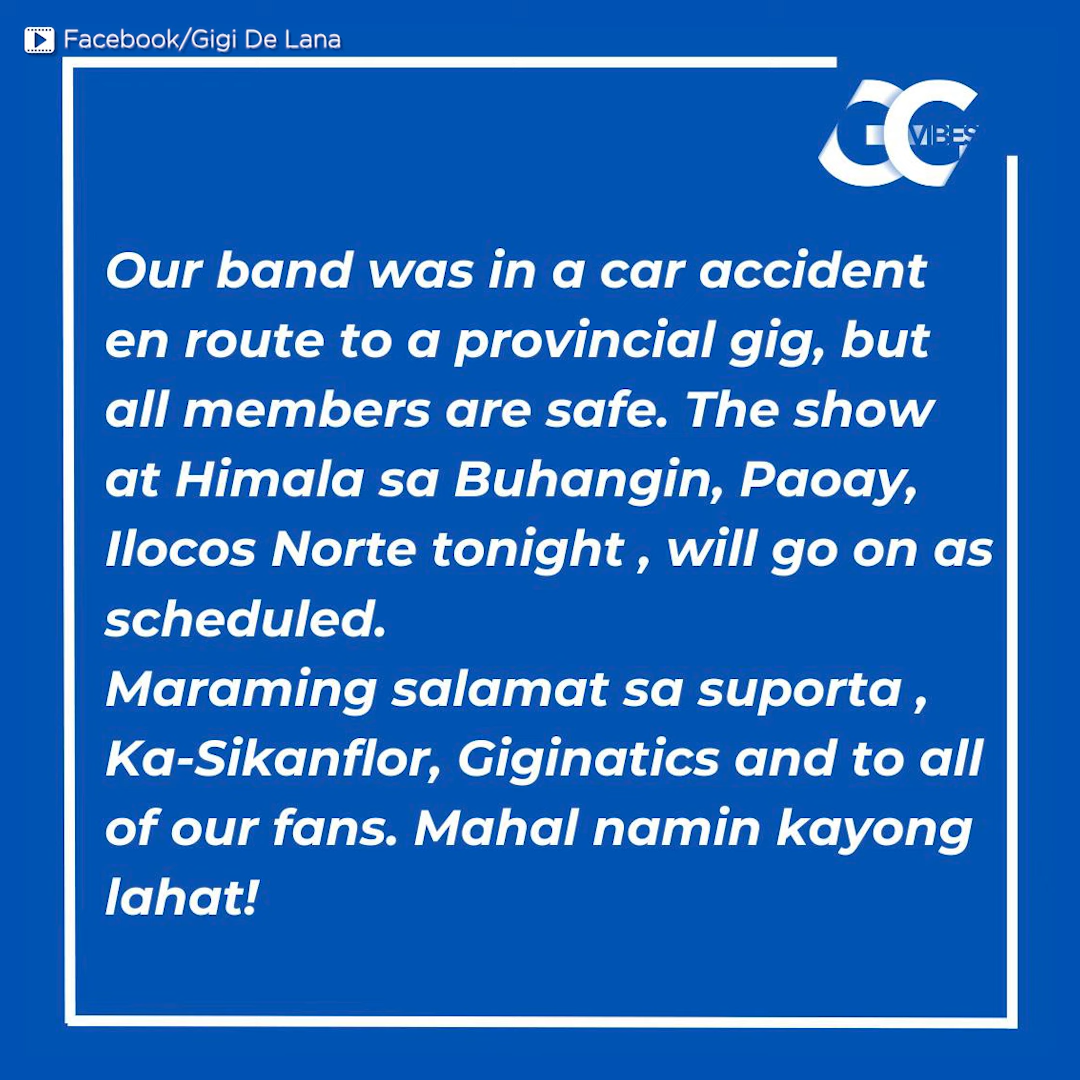 Facebook/Gigi De Lana
GG
VIBES
Our band was in a car accident
en route to a provincial gig, but
all members are safe. The show
at Himala sa Buhangin, Paoay,
Ilocos Norte tonight , will go on as
scheduled.
Maraming salamat sa suporta ,
Ka-Sikanflor, Giginatics and to all
of our fans. Mahal namin kayong
lahat!